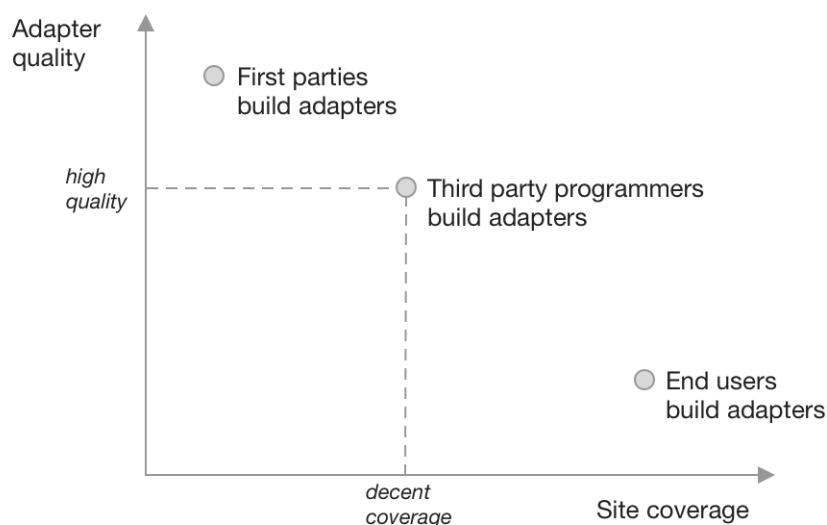 Adapter
quality
First parties
build adapters
high
quality
Third party programmers
build adapters
End users
build adapters
decent
coverage
Site coverage